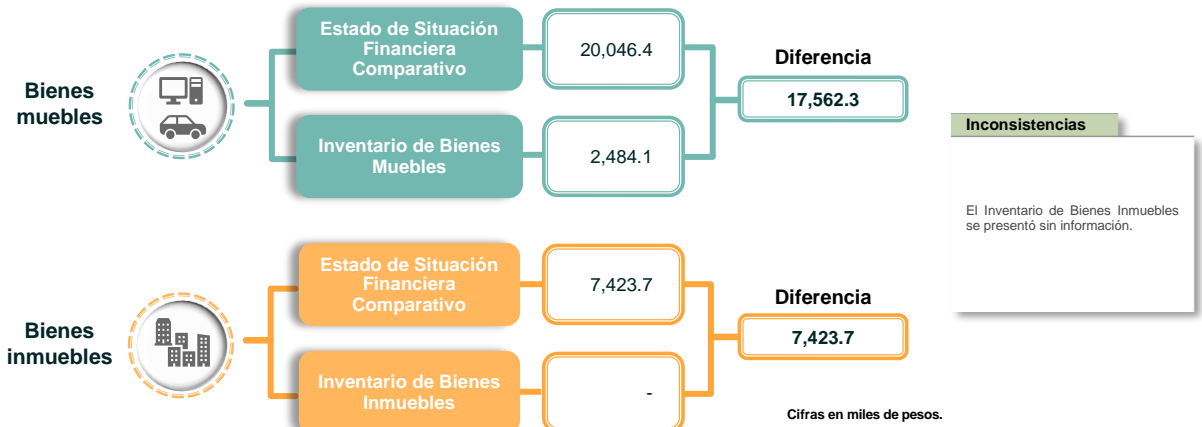 Bienes
muebles
Estado de Situación
Financiera
Comparativo
20,046.4
Inventario de Bienes
Muebles
2,484.1
Diferencia
17,562.3
Inconsistencias
El Inventario de Bienes Inmuebles
se presentó sin información.
Bienes
inmuebles
Estado de Situación
Financiera
Comparativo
7,423.7
Inventario de Bienes
Inmuebles
-
Diferencia
7,423.7
Cifras en miles de pesos.